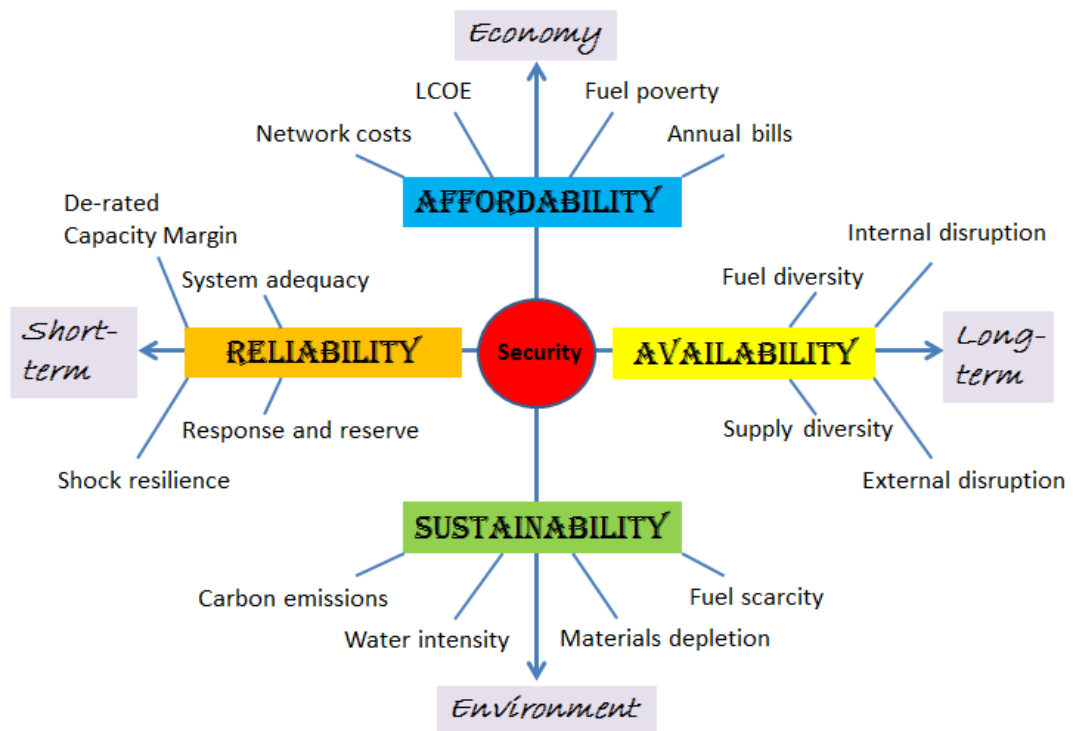 Economy
LCOE
Fuel poverty
Network costs
Annual bills
AFFORDABILITY
De-rated
Capacity Margin
Internal disruption
System adequacy
Fuel diversity
Short-
term
RELIABILITY
Security
AVAILABILITY
Long-
term
Response and reserve
Supply diversity
Shock resilience
External disruption
SUSTAINABILITY
Carbon emissions
Fuel scarcity
Water intensity
Materials depletion
Environment